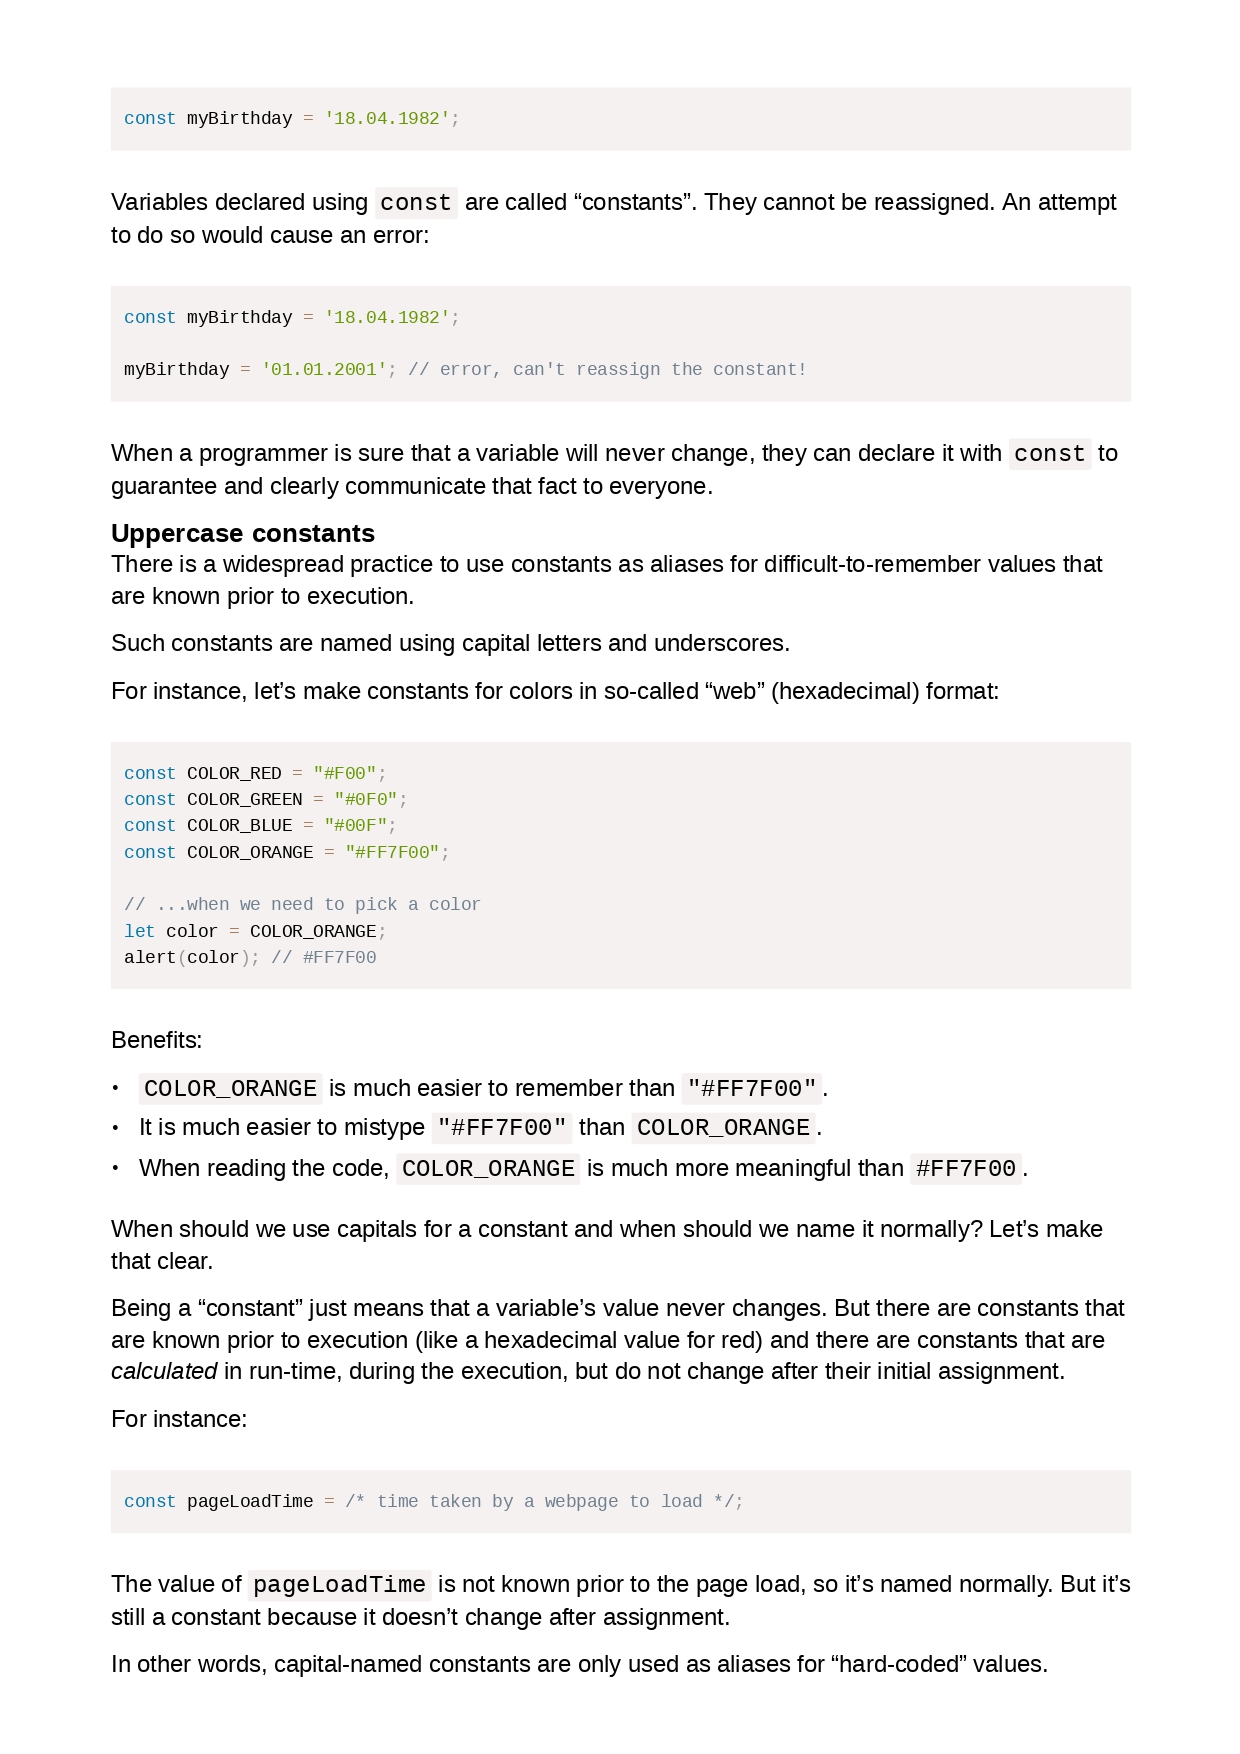 const myBirthday = '18.04.1982';
Variables declared using const are called “constants”. They cannot be reassigned. An attempt
to do so would cause an error:
const myBirthday = '18.04.1982';
myBirthday = '01.01.2001'; // error, can't reassign the constant!
When a programmer is sure that a variable will never change, they can declare it with const to
guarantee and clearly communicate that fact to everyone.
Uppercase constants
There is a widespread practice to use constants as aliases for difficult-to-remember values that
are known prior to execution.
Such constants are named using capital letters and underscores.
For instance, let’s make constants for colors in so-called “web” (hexadecimal) format:
const COLOR_RED = "#F00";
const COLOR_GREEN = "#0F0";
const COLOR_BLUE = "#00F";
const COLOR_ORANGE = "#FF7F00";
// ...when we need to pick a color
let color = COLOR_ORANGE;
alert(color); // #FF7F00
Benefits:
• COLOR_ORANGE is much easier to remember than "#FF7F00".
• It is much easier to mistype "#FF7F00" than COLOR_ORANGE.
• When reading the code, COLOR_ORANGE is much more meaningful than #FF7F00.
When should we use capitals for a constant and when should we name it normally? Let’s make
that clear.
Being a “constant” just means that a variable’s value never changes. But there are constants that
are known prior to execution (like a hexadecimal value for red) and there are constants that are
calculated in run-time, during the execution, but do not change after their initial assignment.
For instance:
const pageLoadTime = /* time taken by a webpage to load */;
The value of pageLoadTime is not known prior to the page load, so it’s named normally. But it’s
still a constant because it doesn’t change after assignment.
In other words, capital-named constants are only used as aliases for “hard-coded” values.